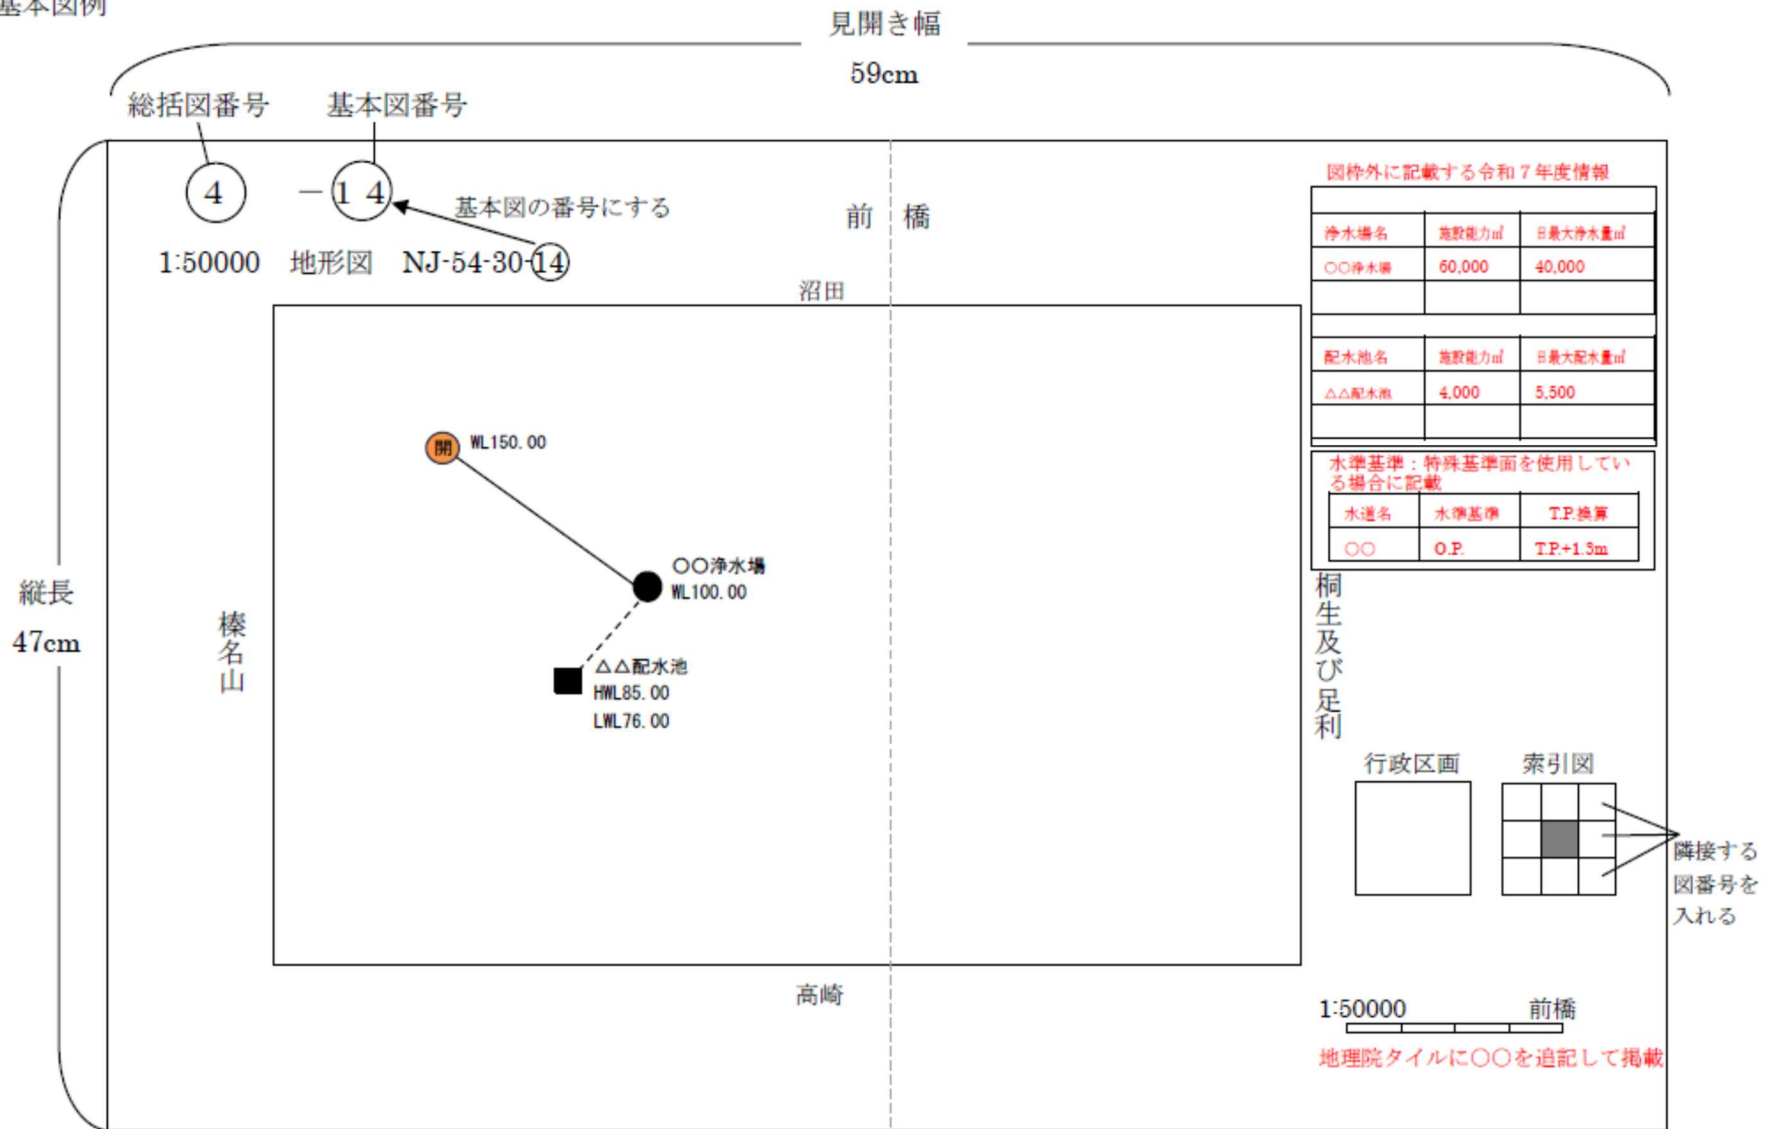 基本図例
見開き幅
59cm
総括図番号 基本図番号
4 －14
基本図の番号にする
1:50000 地形図 NJ-54-30-14
前橋
沼田
図枠外に記載する令和７年度情報
浄水場名 施設能力㎥ 日最大浄水量㎥
〇〇浄水場 60,000 40,000
配水池名 施設能力㎥ 日最大配水量㎥
△△配水池 4,000 5,500
水準基準：特殊基準面を使用してい
る場合に記載
水道名 水準基準 T.P.換算
〇〇 O.P. T.P.+1.3m
開 WL150.00
〇〇浄水場
WL100.00
△△配水池
HWL85.00
LWL76.00
縦長
47cm
榛名山
桐生及び足利
行政区画 索引図
隣接する
図番号を
入れる
高崎
1:50000 前橋
地理院タイルに〇〇を追記して掲載